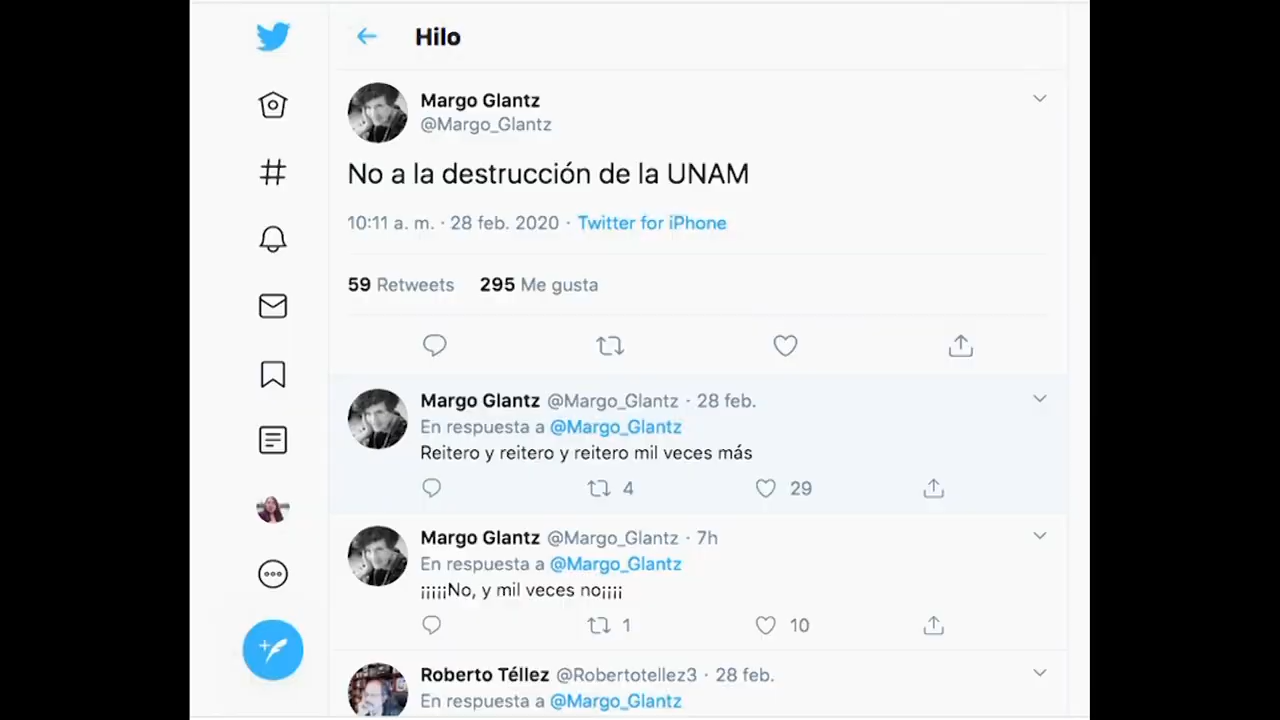 Hilo
Margo Glantz
@Margo_Glantz
No a la destrucción de la UNAM
10:11 a. m. · 28 feb. 2020 · Twitter for iPhone
59 Retweets 295 Me gusta
Margo Glantz @Margo_Glantz · 28 feb.
En respuesta a @Margo_Glantz
Reitero y reitero y reitero mil veces más
4 29
Margo Glantz @Margo_Glantz · 7h
En respuesta a @Margo_Glantz
¡¡¡¡¡No, y mil veces no¡¡¡¡
1 10
Roberto Téllez @Robertotellez3 · 28 feb.
En respuesta a @Margo_Glantz